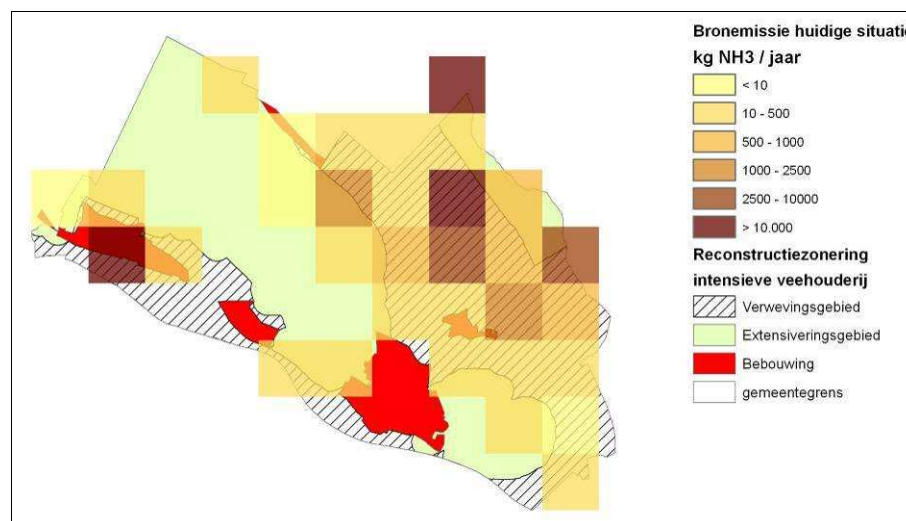 Bronemissie huidige situatie
kg NH3 / jaar
< 10
10 - 500
500 - 1000
1000 - 2500
2500 - 10000
> 10.000
Reconstructiezonering
intensieve veehouderij
Verwevingsgebied
Extensiveringsgebied
Bebouwing
gemeentegrens